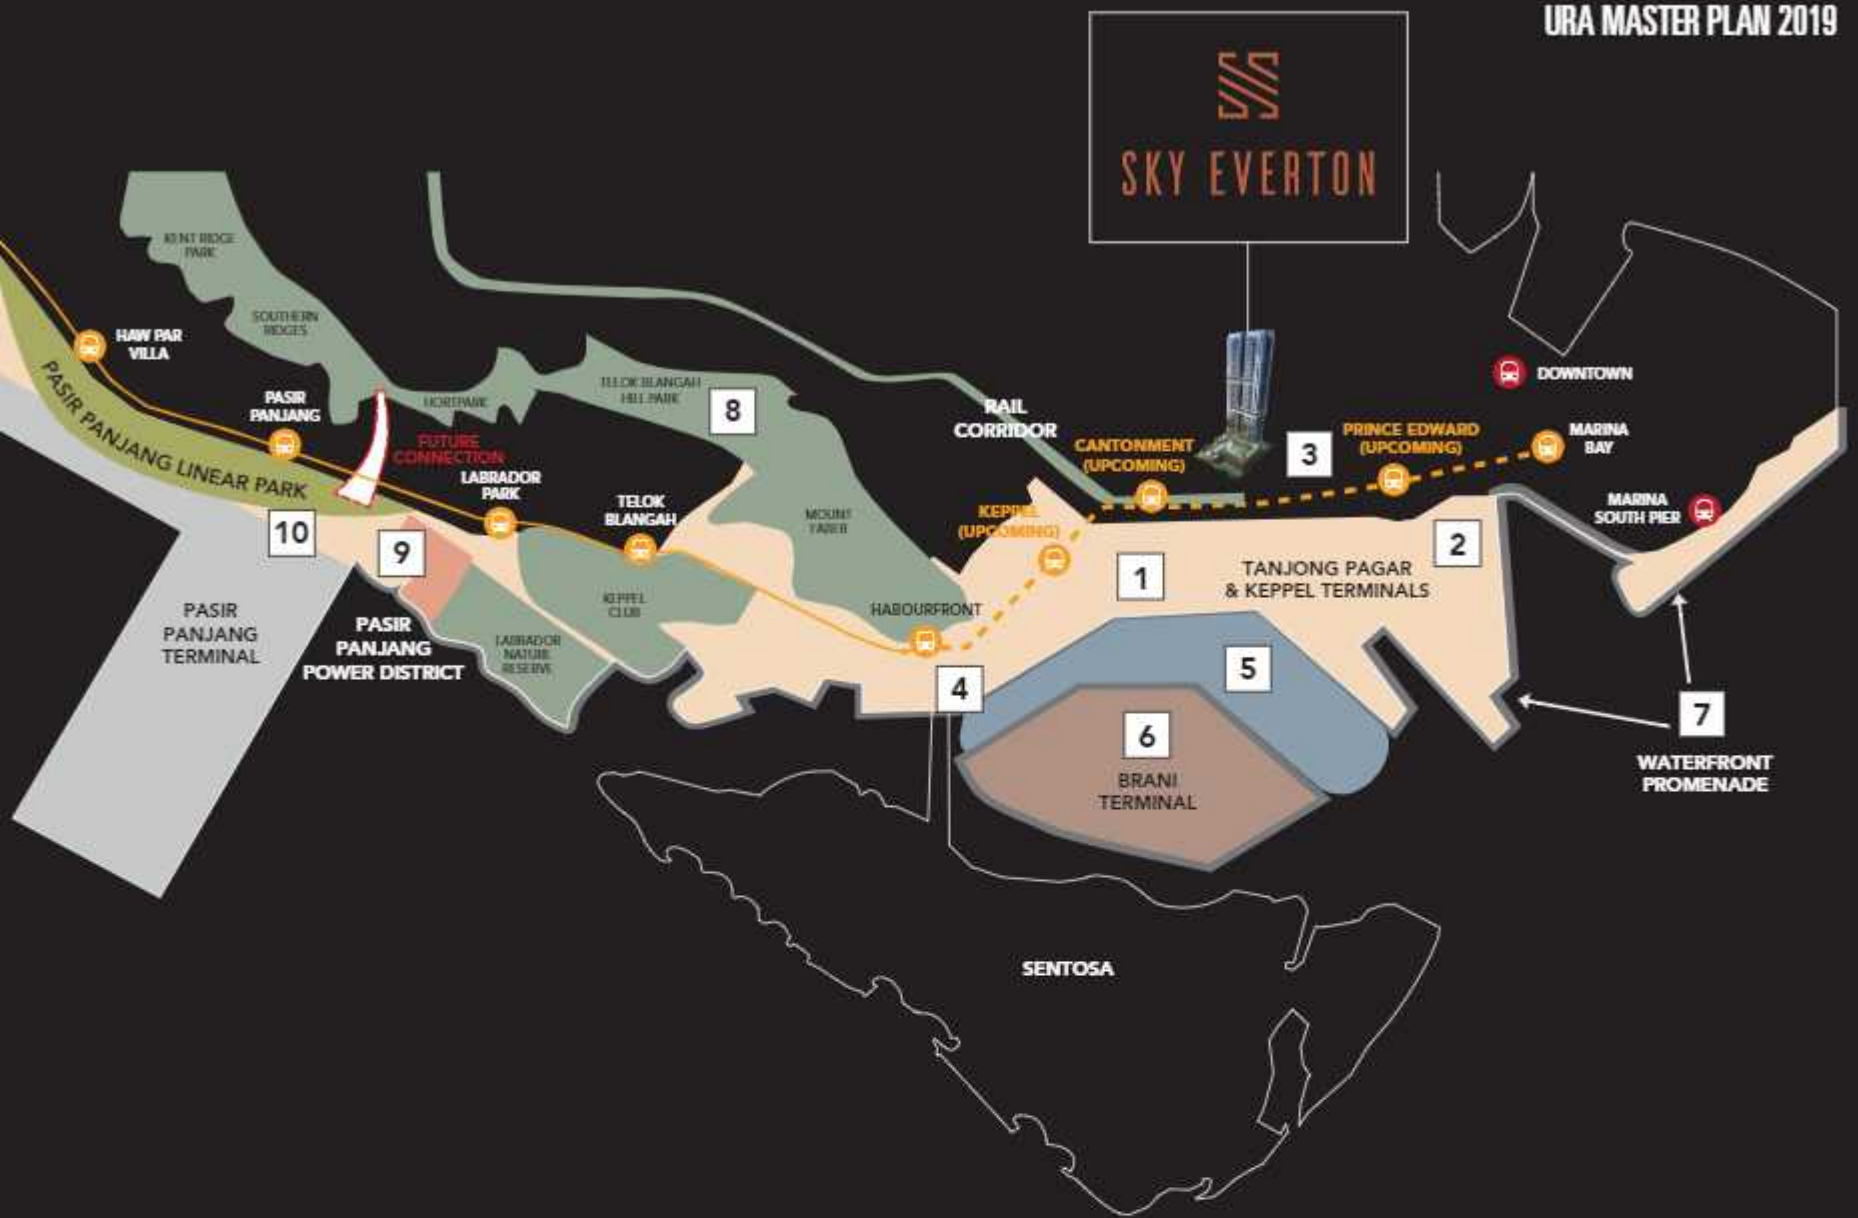 URA MASTER PLAN 2019
SKY EVERTON
KENT RIDGE
PARK
SOUTHERN
RIDGES
HAW PAR
VILLA
PASIR
PANJANG
PASIR PANJANG LINEAR PARK
FUTURE
CONNECTION
HORTPARK
TELOK BLANGAH
HILL PARK
8
LABRADOR
PARK
TELOK
BLANGAH
MOUNT
FABER
RAIL
CORRIDOR
CANTONMENT
(UPCOMING)
3
PRINCE EDWARD
(UPCOMING)
DOWNTOWN
MARINA
BAY
MARINA
SOUTH PIER
KEPPEL
(UPCOMING)
10
9
1
2
TANJONG PAGAR
& KEPPEL TERMINALS
PASIR
PANJANG
TERMINAL
PASIR
PANJANG
POWER DISTRICT
KEPPEL
CLUB
LABRADOR
NATURE
RESERVE
HABOURFRONT
4
5
6
BRANI
TERMINAL
7
WATERFRONT
PROMENADE
SENTOSA